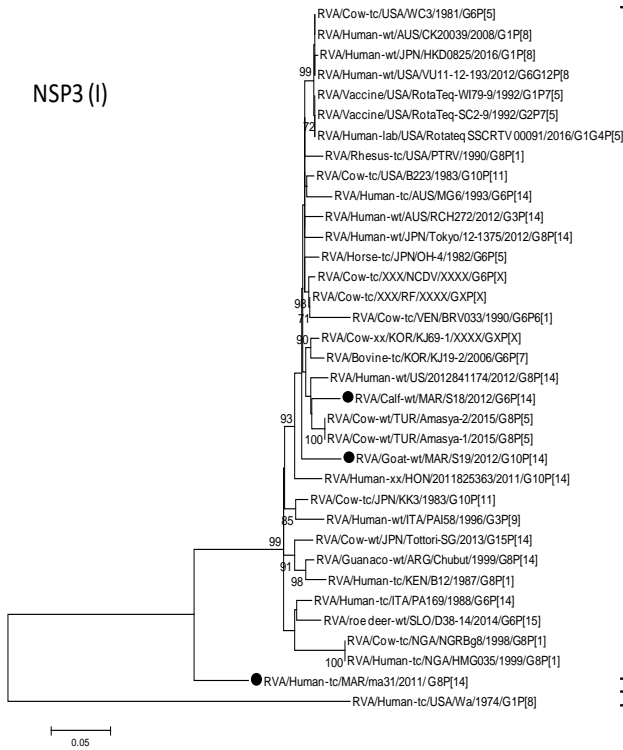 NSP3 (I)
RVA/Cow-tc/USA/WC3/1981/G6P[5]
RVA/Human-wt/AUS/CK20039/2008/G1P[8]
RVA/Human-wt/JPN/HKD0825/2016/G1P[8]
RVA/Human-wt/USA/VU11-12-193/2012/G6G12P[8
99
RVA/Vaccine/USA/RotaTeq-WI79-9/1992/G1P7[5]
RVA/Vaccine/USA/RotaTeq-SC2-9/1992/G2P7[5]
72
RVA/Human-lab/USA/Rotateq SSCRTV 00091/2016/G1G4P[5]
RVA/Rhesus-tc/USA/PTRV/1990/G8P[1]
RVA/Cow-tc/USA/B223/1983/G10P[11]
RVA/Human-tc/AUS/MG6/1993/G6P[14]
RVA/Human-wt/AUS/RCH272/2012/G3P[14]
RVA/Human-wt/JPN/Tokyo/12-1375/2012/G8P[14]
RVA/Horse-tc/JPN/OH-4/1982/G6P[5]
RVA/Cow-tc/XXX/NCDV/XXXX/G6P[X]
RVA/Cow-tc/XXX/RF/XXXX/GXP[X]
98
71
RVA/Cow-tc/VEN/BRV033/1990/G6P6[1]
RVA/Cow-xx/KOR/KJ69-1/XXXX/GXP[X]
90
RVA/Bovine-tc/KOR/KJ19-2/2006/G6P[7]
RVA/Human-wt/US/2012841174/2012/G8P[14]
RVA/Calf-wt/MAR/S18/2012/G6P[14]
RVA/Cow-wt/TUR/Amasya-2/2015/G8P[5]
93
100
RVA/Cow-wt/TUR/Amasya-1/2015/G8P[5]
RVA/Goat-wt/MAR/S19/2012/G10P[14]
RVA/Human-xx/HON/2011825363/2011/G10P[14]
RVA/Cow-tc/JPN/KK3/1983/G10P[11]
85
RVA/Human-wt/ITA/PAI58/1996/G3P[9]
99
RVA/Cow-wt/JPN/Tottori-SG/2013/G15P[14]
RVA/Guanaco-wt/ARG/Chubut/1999/G8P[14]
91
98
RVA/Human-tc/KEN/B12/1987/G8P[1]
RVA/Human-tc/ITA/PA169/1988/G6P[14]
RVA/roe deer-wt/SLO/D38-14/2014/G6P[15]
RVA/Cow-tc/NGA/NGRBg8/1998/G8P[1]
100
RVA/Human-tc/NGA/HMG035/1999/G8P[1]
RVA/Human-tc/MAR/ma31/2011/ G8P[14]
RVA/Human-tc/USA/Wa/1974/G1P[8]
0.05